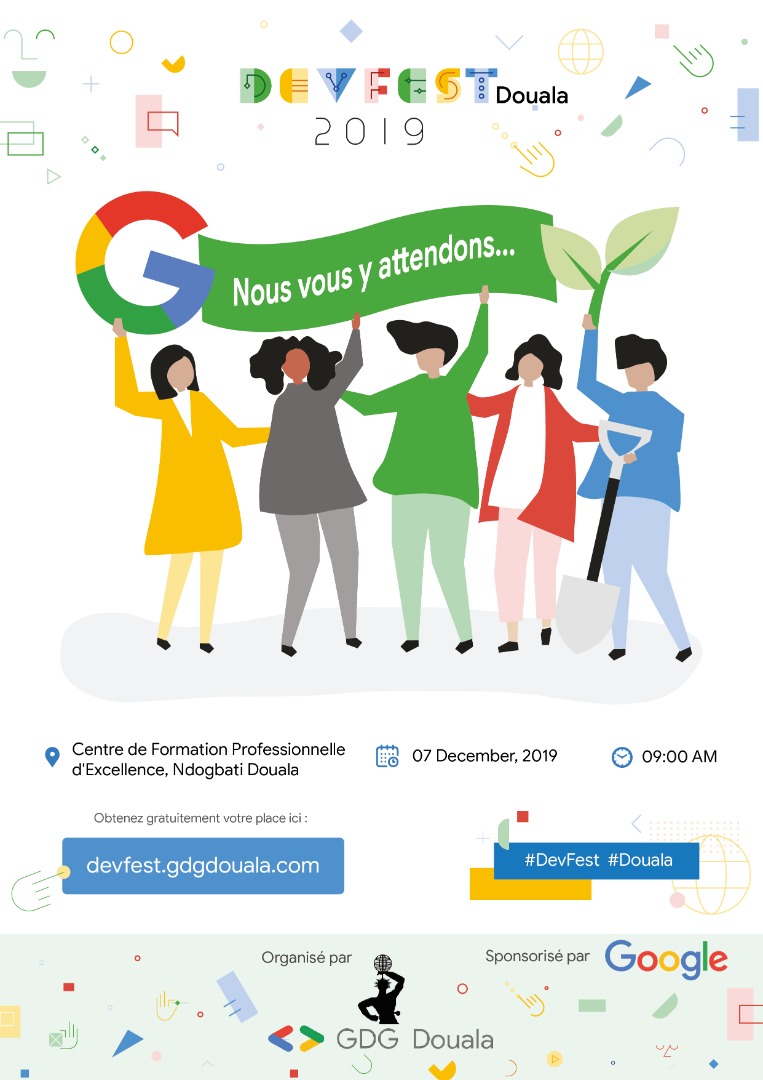 DEVFEST Douala
2019
Nous vous y attendons...
Centre de Formation Professionnelle
d'Excellence, Ndogbati Douala
07 December, 2019
09:00 AM
Obtenez gratuitement votre place ici :
devfest.gdgdouala.com
#DevFest #Douala
Organisé par
Sponsorisé par Google
GDG Douala